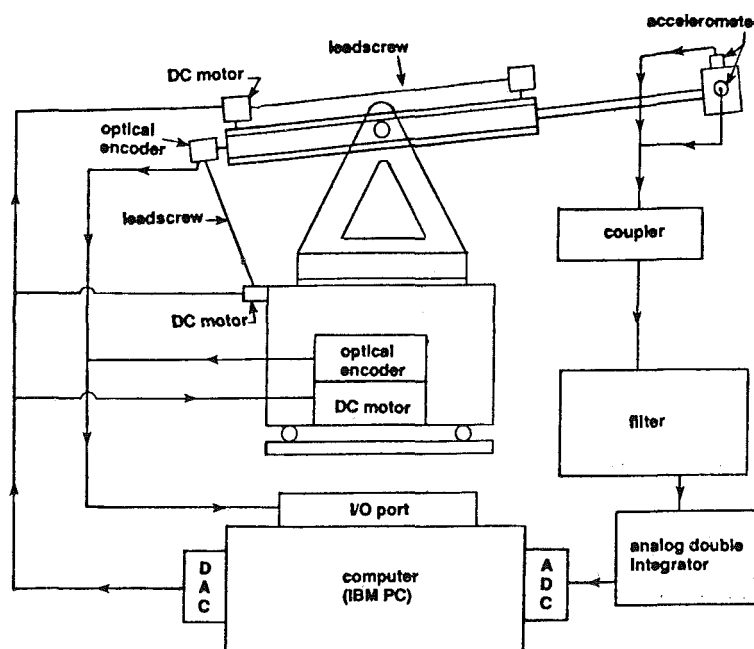 accelerometer
leadscrew
DC motor
optical
encoder
leadscrew
coupler
DC motor
optical
encoder
DC motor
filter
I/O port
analog double
Integrator
D
A
C
computer
(IBM PC)
A
D
C